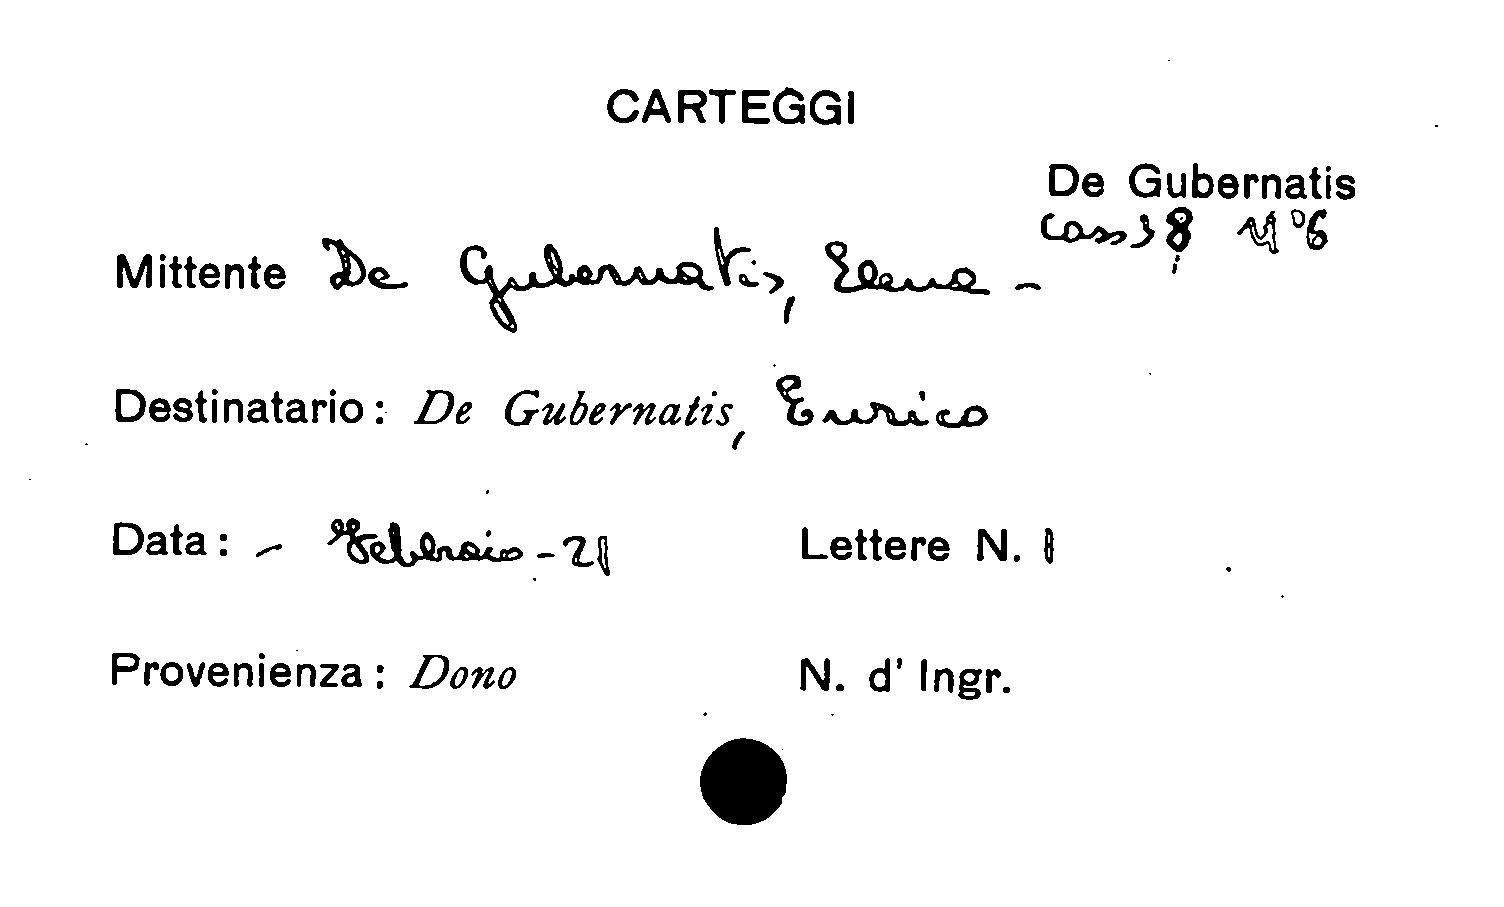 CARTEGGI
De Gubernatis
Cass 38 N° 6
Mittente De Gubernatis, Elena -
Destinatario: De Gubernatis, Enrico
Data: - Febbraio - 21
Lettere N. 1
Provenienza: Dono
N. d' Ingr.